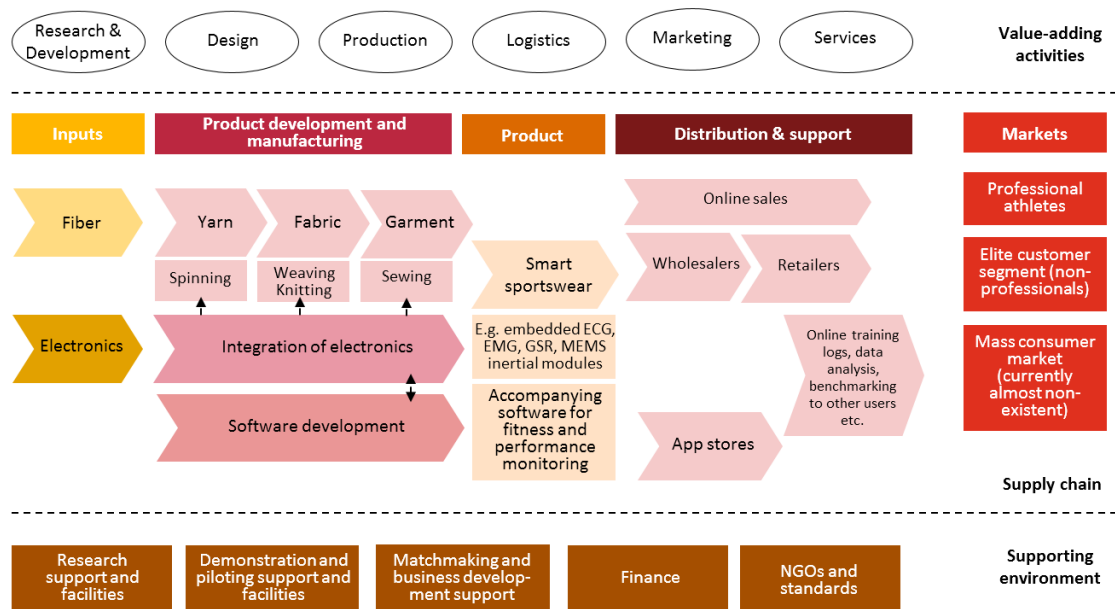 Research &
Development
Design
Production
Logistics
Marketing
Services
Value-adding
activities
Inputs
Product development and
manufacturing
Product
Distribution & support
Markets
Fiber
Yarn
Fabric
Garment
Spinning
Weaving
Knitting
Sewing
Smart
sportswear
Online sales
Wholesalers
Retailers
Professional
athletes
Elite customer
segment (non-
professionals)
Electronics
Integration of electronics
E.g. embedded ECG,
EMG, GSR, MEMS
inertial modules
Online training
logs, data
analysis,
benchmarking
to other users
etc.
Mass consumer
market
(currently
almost non-
existent)
Software development
Accompanying
software for
fitness and
performance
monitoring
App stores
Supply chain
Research
support and
facilities
Demonstration and
piloting support and
facilities
Matchmaking and
business develop-
ment support
Finance
NGOs and
standards
Supporting
environment